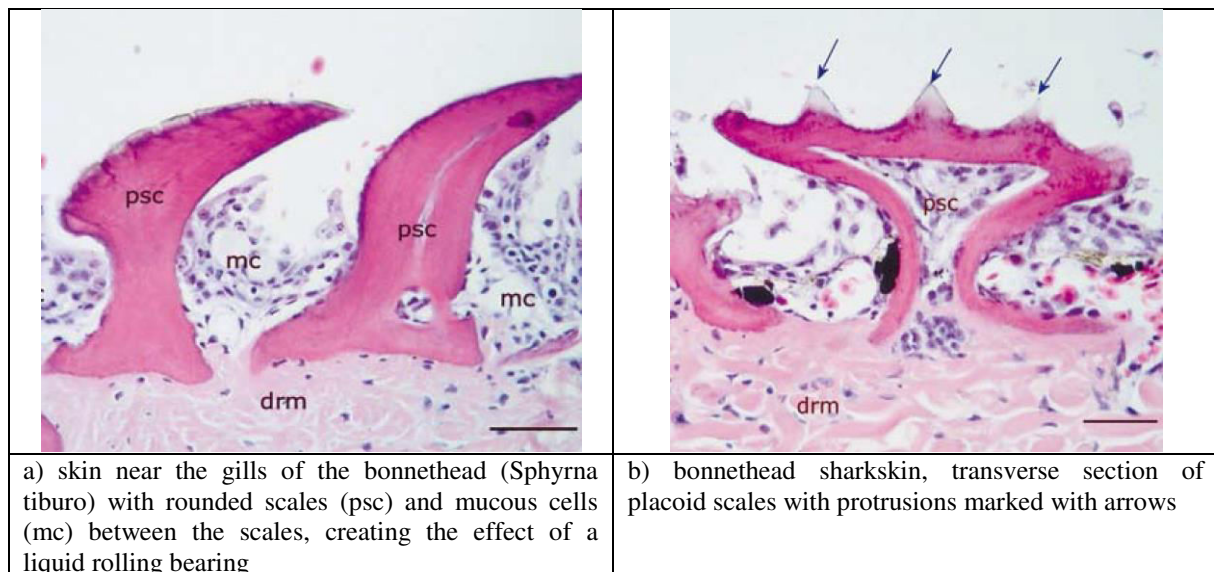 psc
psc
mc
mc
drm
psc
drm
a) skin near the gills of the bonnethead (Sphyrna
tiburo) with rounded scales (psc) and mucous cells
(mc) between the scales, creating the effect of a
liquid rolling bearing
b) bonnethead sharkskin, transverse section of
placoid scales with protrusions marked with arrows